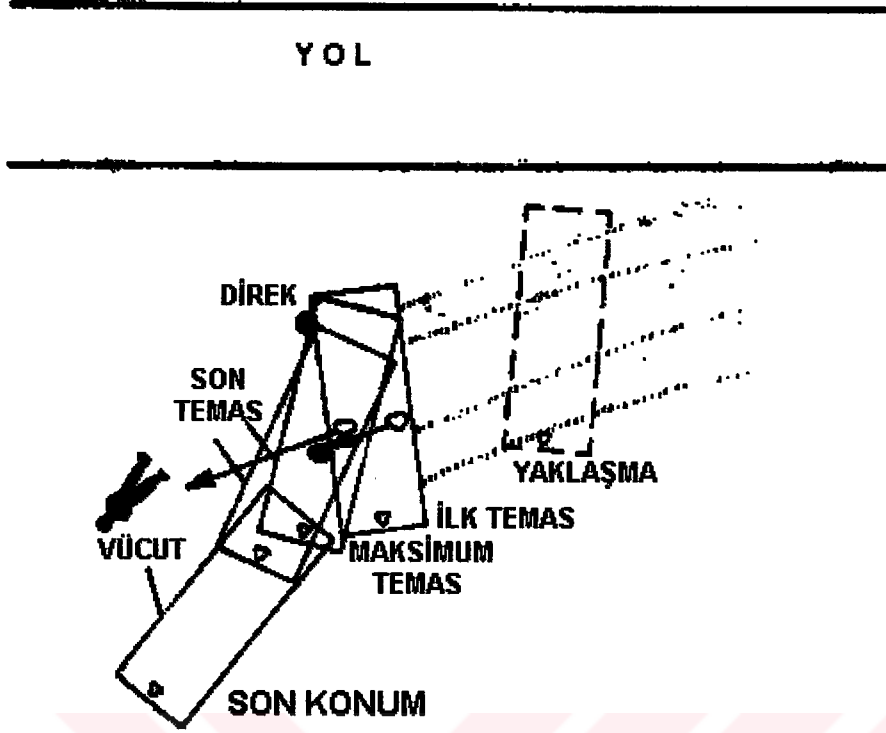 YOL
DİREK
SON
TEMAS
YAKLAŞMA
İLK TEMAS
VÜCUT
MAKSİMUM
TEMAS
SON KONUM